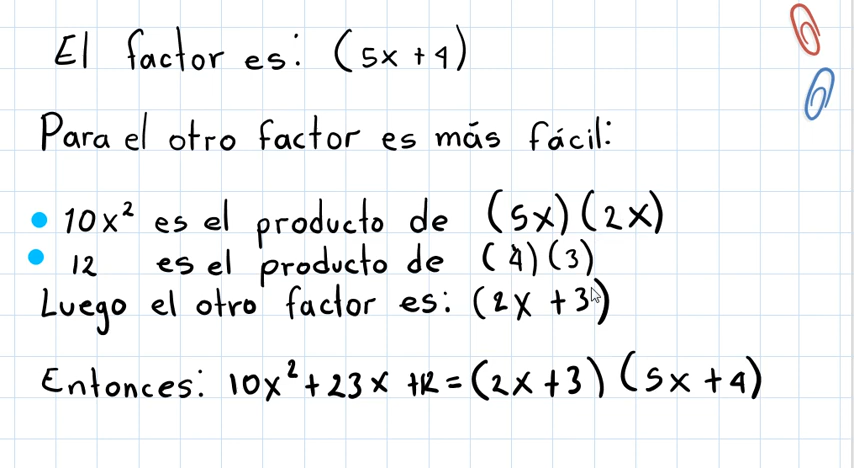 El factor es: (5x + 4)
Para el otro factor es más fácil:
• 10x² es el producto de (5x)(2x)
• 12 es el producto de (4)(3)
Luego el otro factor es: (2x + 3)
Entonces: 10x² + 23x + 12 = (2x + 3) (5x + 4)